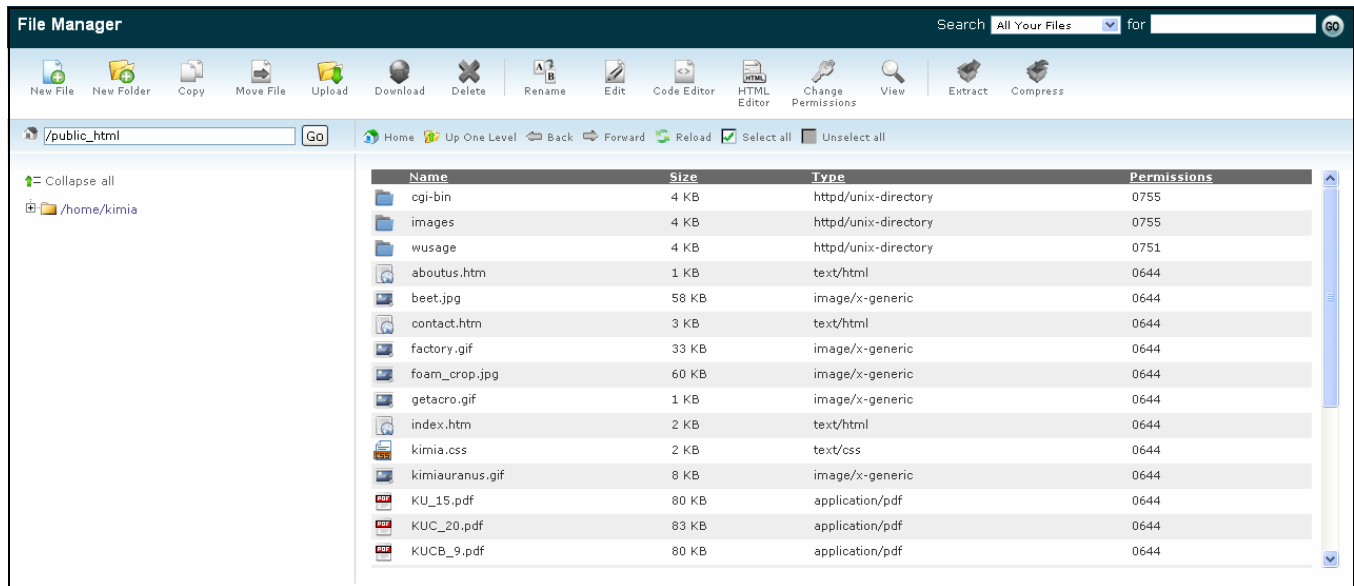 File Manager Search All Your Files for GO
New File New Folder Copy Move File Upload Download Delete Rename Edit Code Editor HTML Editor Change Permissions View Extract Compress
/public_html Go Home Up One Level Back Forward Reload Select all Unselect all
Collapse all
/home/kimia
Name Size Type Permissions
cgi-bin 4 KB httpd/unix-directory 0755
images 4 KB httpd/unix-directory 0755
wusage 4 KB httpd/unix-directory 0751
aboutus.htm 1 KB text/html 0644
beet.jpg 58 KB image/x-generic 0644
contact.htm 3 KB text/html 0644
factory.gif 33 KB image/x-generic 0644
foam_crop.jpg 60 KB image/x-generic 0644
getacro.gif 1 KB image/x-generic 0644
index.htm 2 KB text/html 0644
kimia.css 2 KB text/css 0644
kimiauranus.gif 8 KB image/x-generic 0644
KU_15.pdf 80 KB application/pdf 0644
KUC_20.pdf 83 KB application/pdf 0644
KUCB_9.pdf 80 KB application/pdf 0644